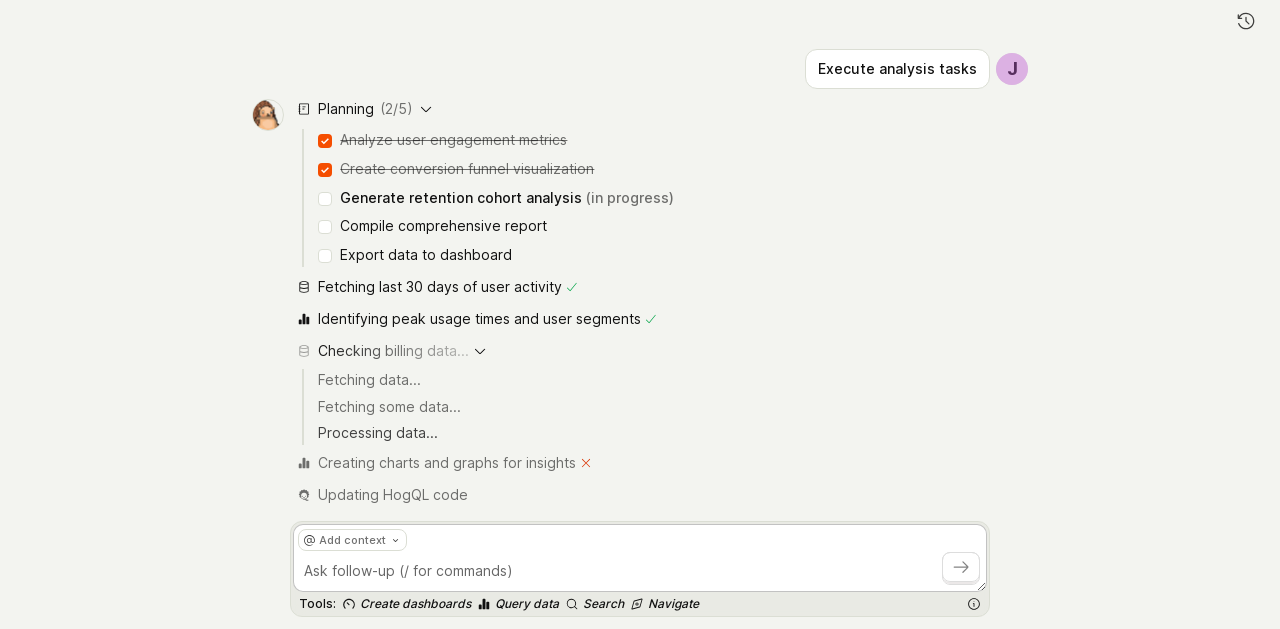 Execute analysis tasks
J
Planning (2/5)
Analyze user engagement metrics
Create conversion funnel visualization
Generate retention cohort analysis (in progress)
Compile comprehensive report
Export data to dashboard
Fetching last 30 days of user activity
Identifying peak usage times and user segments
Checking billing data...
Fetching data...
Fetching some data...
Processing data...
Creating charts and graphs for insights
Updating HogQL code
@ Add context
Ask follow-up (/ for commands)
Tools: Create dashboards Query data Search Navigate